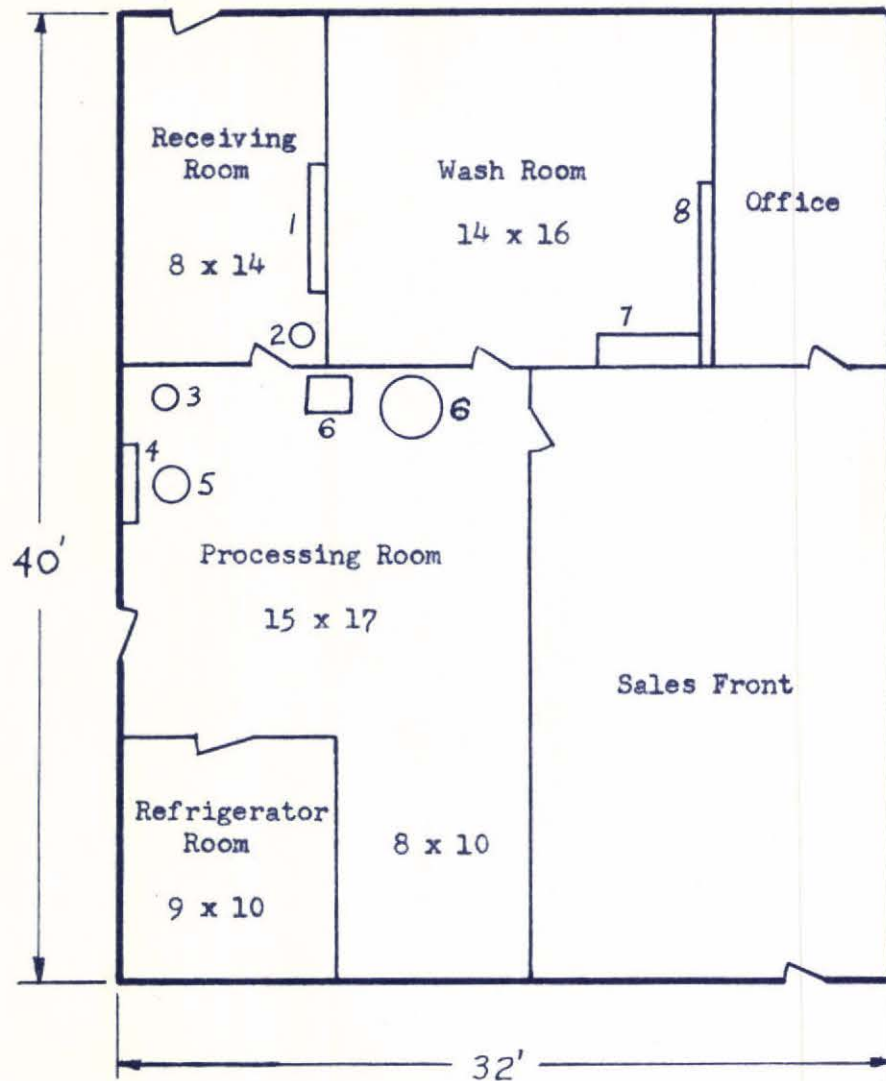 Receiving
Room
8 x 14
1
2
Wash Room
14 x 16
7
8
Office
3
4
5
6
6
Processing Room
15 x 17
40'
Sales Front
Refrigerator
Room
9 x 10
8 x 10
32'